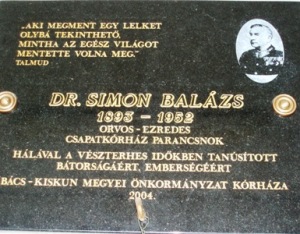 „AKI MEGMENT EGY LELKET
OLYBÁ TEKINTHETŐ,
MINTHA AZ EGÉSZ VILÁGOT
MENTETTE VOLNA MEG.”
TALMUD
DR. SIMON BALÁZS
1895 – 1952
ORVOS - EZREDES
CSAPATKÓRHÁZ PARANCSNOK
HÁLÁVAL A VÉSZTERHES IDŐKBEN TANÚSÍTOTT
BÁTORSÁGÁÉRT, EMBERSÉGÉÉRT
BÁCS - KISKUN MEGYEI ÖNKORMÁNYZAT KÓRHÁZA
2004.